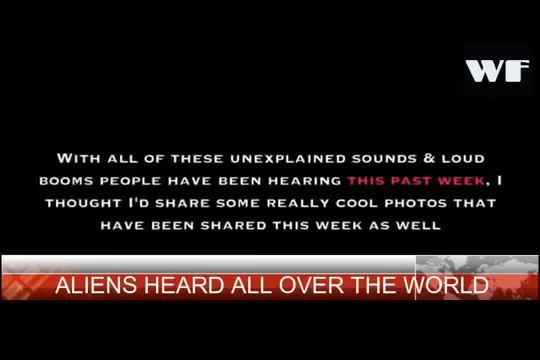 WF
WITH ALL OF THESE UNEXPLAINED SOUNDS & LOUD
BOOMS PEOPLE HAVE BEEN HEARING THIS PAST WEEK, I
THOUGHT I'D SHARE SOME REALLY COOL PHOTOS THAT
HAVE BEEN SHARED THIS WEEK AS WELL
ALIENS HEARD ALL OVER THE WORLD